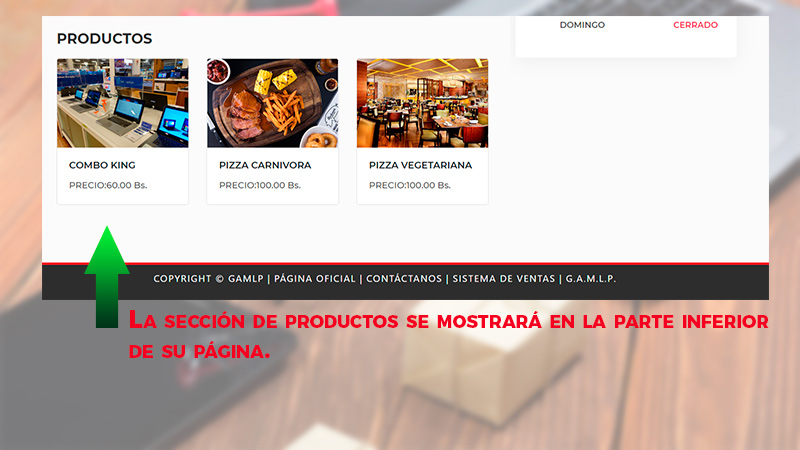 DOMINGO CERRADO
PRODUCTOS
COMBO KING
PRECIO:60.00 Bs.
PIZZA CARNIVORA
PRECIO:100.00 Bs.
PIZZA VEGETARIANA
PRECIO:100.00 Bs.
COPYRIGHT © GAMLP | PÁGINA OFICIAL | CONTÁCTANOS | SISTEMA DE VENTAS | G.A.M.L.P.
La sección de productos se mostrará en la parte inferior
de su página.